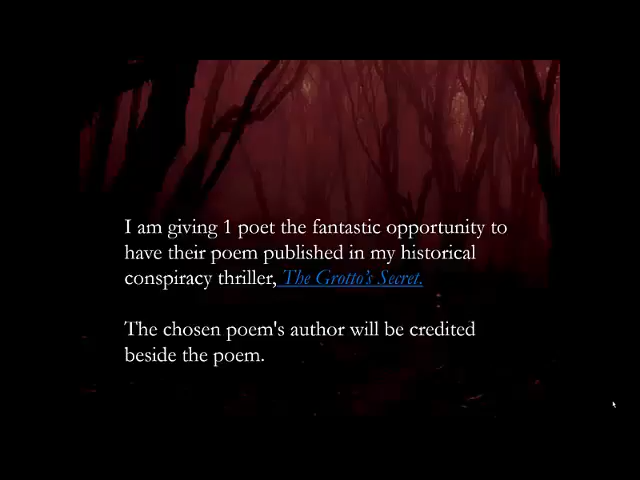 I am giving 1 poet the fantastic opportunity to
have their poem published in my historical
conspiracy thriller, The Grotto's Secret.
The chosen poem's author will be credited
beside the poem.